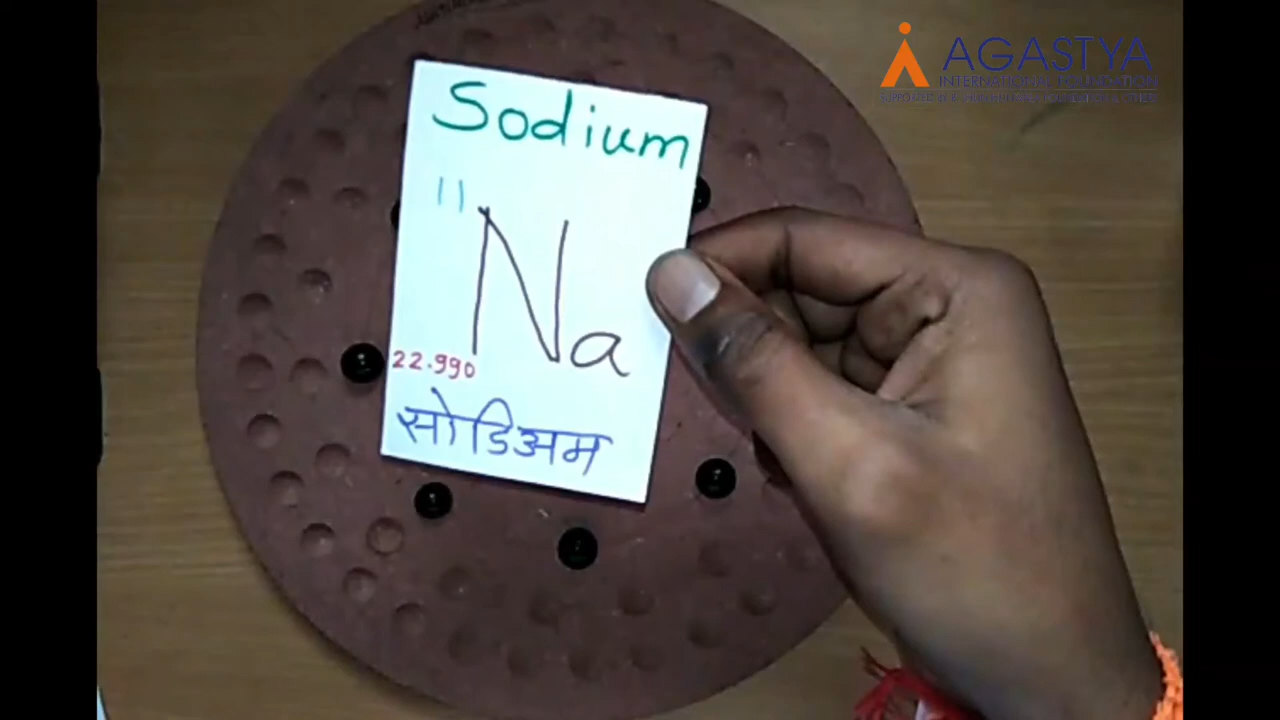 AGASTYA
INTERNATIONAL FOUNDATION
Sodium
11
Na
22.990
सोडिअम